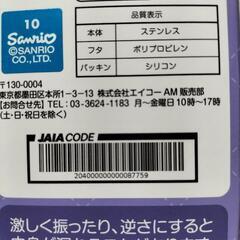 10
Sanrio
©SANRIO
CO.,LTD.
品質表示
本体 ステンレス
フタ ポリプロピレン
パッキン シリコン
〒130-0004
東京都墨田区本所1-3-13 株式会社エイコー AM 販売部
【お問合せ先】 TEL: 03-3624-1183 月〜金曜日 10時〜17時
(土・日・祝日を除く)
JAIA CODE
2040000000008775​9
激しく振ったり、逆さにすると